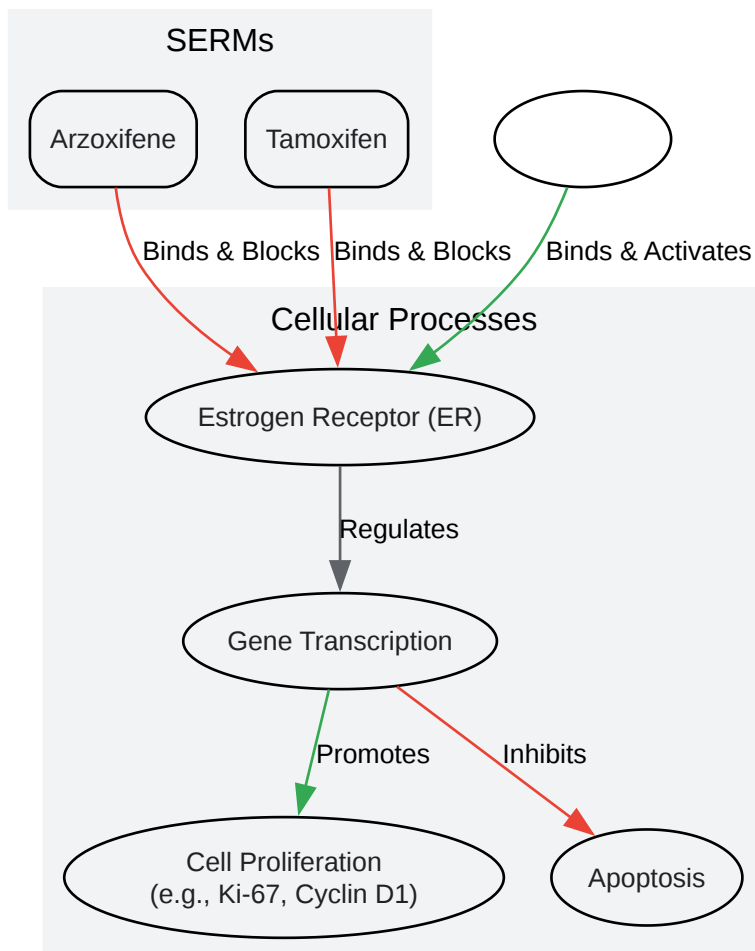 SERMs
Arzoxifene
Tamoxifen
Binds & Blocks
Binds & Blocks
Binds & Activates
Cellular Processes
Estrogen Receptor (ER)
Regulates
Gene Transcription
Promotes
Inhibits
Cell Proliferation
(e.g., Ki-67, Cyclin D1)
Apoptosis